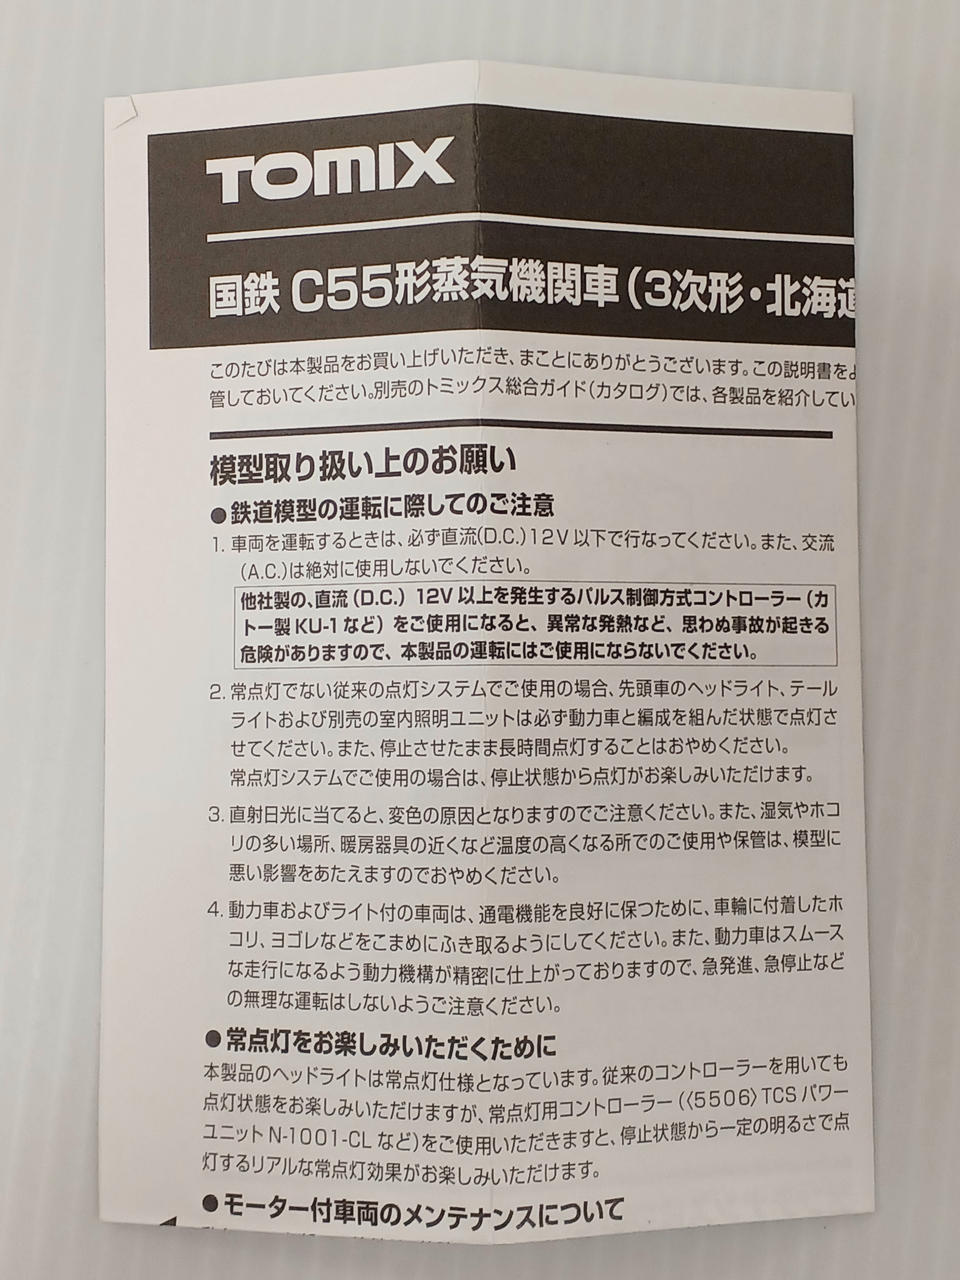 TOMIX
国鉄 C55形蒸気機関車(3次形・北海道
このたびは本製品をお買い上げいただき、まことにありがとうございます。この説明書をよ
管しておいてください。別売のトミックス総合ガイド(カタログ)では、各製品を紹介してい
模型取り扱い上のお願い
●鉄道模型の運転に際してのご注意
1. 車両を運転するときは、必ず直流(D.C.)12V以下で行なってください。また、交流
(A.C.)は絶対に使用しないでください。
他社製の、直流(D.C.)12V以上を発生するパルス制御方式コントローラー(カ
トー製KU-1など)をご使用になると、異常な発熱など、思わぬ事故が起きる
危険がありますので、本製品の運転にはご使用にならないでください。
2. 常点灯でない従来の点灯システムでご使用の場合、先頭車のヘッドライト、テール
ライトおよび別売の室内照明ユニットは必ず動力車と編成を組んだ状態で点灯さ
せてください。また、停止させたまま長時間点灯することはおやめください。
常点灯システムでご使用の場合は、停止状態から点灯がお楽しみいただけます。
3. 直射日光に当てると、変色の原因となりますのでご注意ください。また、湿気やホコ
リの多い場所、暖房器具の近くなど温度の高くなる所でのご使用や保管は、模型に
悪い影響をあたえますのでおやめください。
4. 動力車およびライト付の車両は、通電機能を良好に保つために、車輪に付着したホ
コリ、ヨゴレなどをこまめにふき取るようにしてください。また、動力車はスムース
な走行になるよう動力機構が精密に仕上がっておりますので、急発進、急停止など
の無理な運転はしないようご注意ください。
●常点灯をお楽しみいただくために
本製品のヘッドライトは常点灯仕様となっています。従来のコントローラーを用いても
点灯状態をお楽しみいただけますが、常点灯用コントローラー(〈5506〉TCSパワー
ユニットN-1001-CLなど)をご使用いただきますと、停止状態から一定の明るさで点
灯するリアルな常点灯効果がお楽しみいただけます。
●モーター付車両のメンテナンスについて